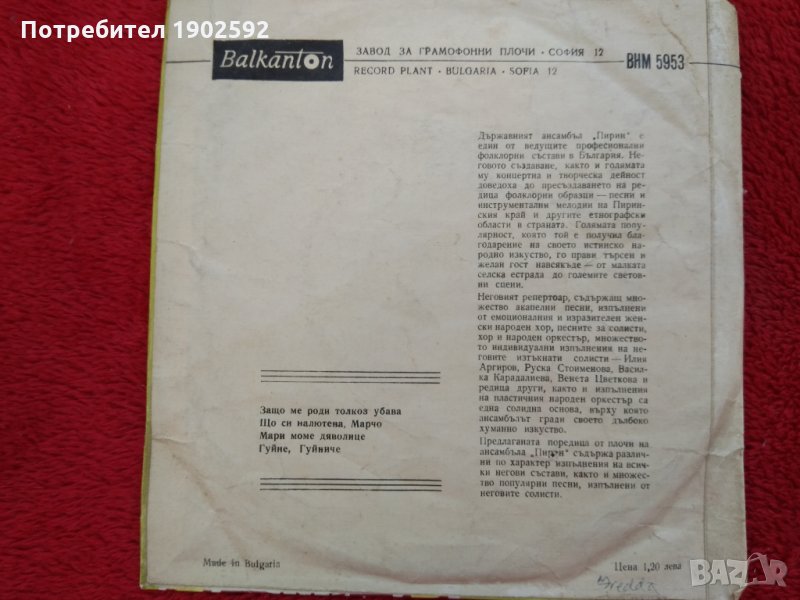 Потребител 1902592
Balkanton
ЗАВОД ЗА ГРАМОФОННИ ПЛОЧИ · СОФИЯ 12
RECORD PLANT · BULGARIA · SOFIA 12
ВНМ 5953
Държавният ансамбъл „Пирин“ е
един от ведущите професионални
фолклорни състави в България. Не-
говото създаване, както и голямата
му концертна и творческа дейност
доведоха до пресъздаването на ре-
дица фолклорни образци — песни и
инструментални мелодии на Пирин-
ския край и другите етнографски
области в страната. Голямата попу-
лярност, която той е получил бла-
годарение на своето истинско на-
родно изкуство, го прави търсен и
желан гост навсякъде — от малката
селска естрада до големите светов-
ни сцени.
Неговият репертоар, съдържащ мно-
жество акапелни песни, изпълнени
от емоционалния и изразителен жен-
ски народен хор, песните за солисти,
хор и народен оркестър, множество-
то индивидуални изпълнения на не-
говите изтъкнати солисти — Илия
Аргиров, Руска Стоименова, Васил-
ка Карадалиева, Венета Цветкова и
редица други, както и изпълнения
на пластичния народен оркестър са
една солидна основа, върху която
ансамбълът гради своето дълбоко
хуманно изкуство.
Предлаганата поредица от плочи на
ансамбъла „Пирин“ съдържа различ-
ни по характер изпълнения на всич-
ки негови състави, както и множес-
тво популярни песни, изпълнени от
неговите солисти.
Защо ме роди толкоз убава
Що си налютена, Марчо
Мари моме дяволице
Гуйне, Гуйниче
Made in Bulgaria
Цена 1,20 лева
BAZAR